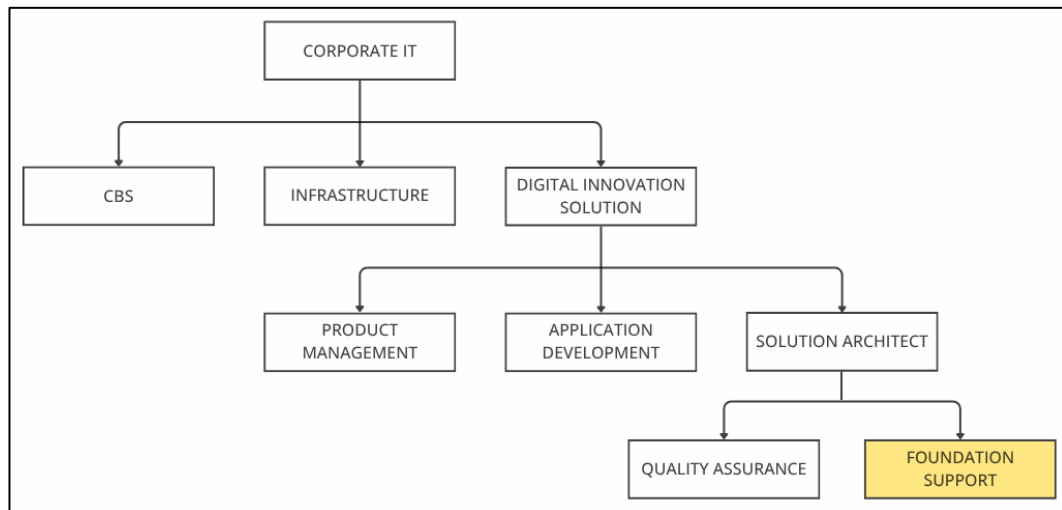 CORPORATE IT
CBS
INFRASTRUCTURE
DIGITAL INNOVATION
SOLUTION
PRODUCT
MANAGEMENT
APPLICATION
DEVELOPMENT
SOLUTION ARCHITECT
QUALITY ASSURANCE
FOUNDATION
SUPPORT